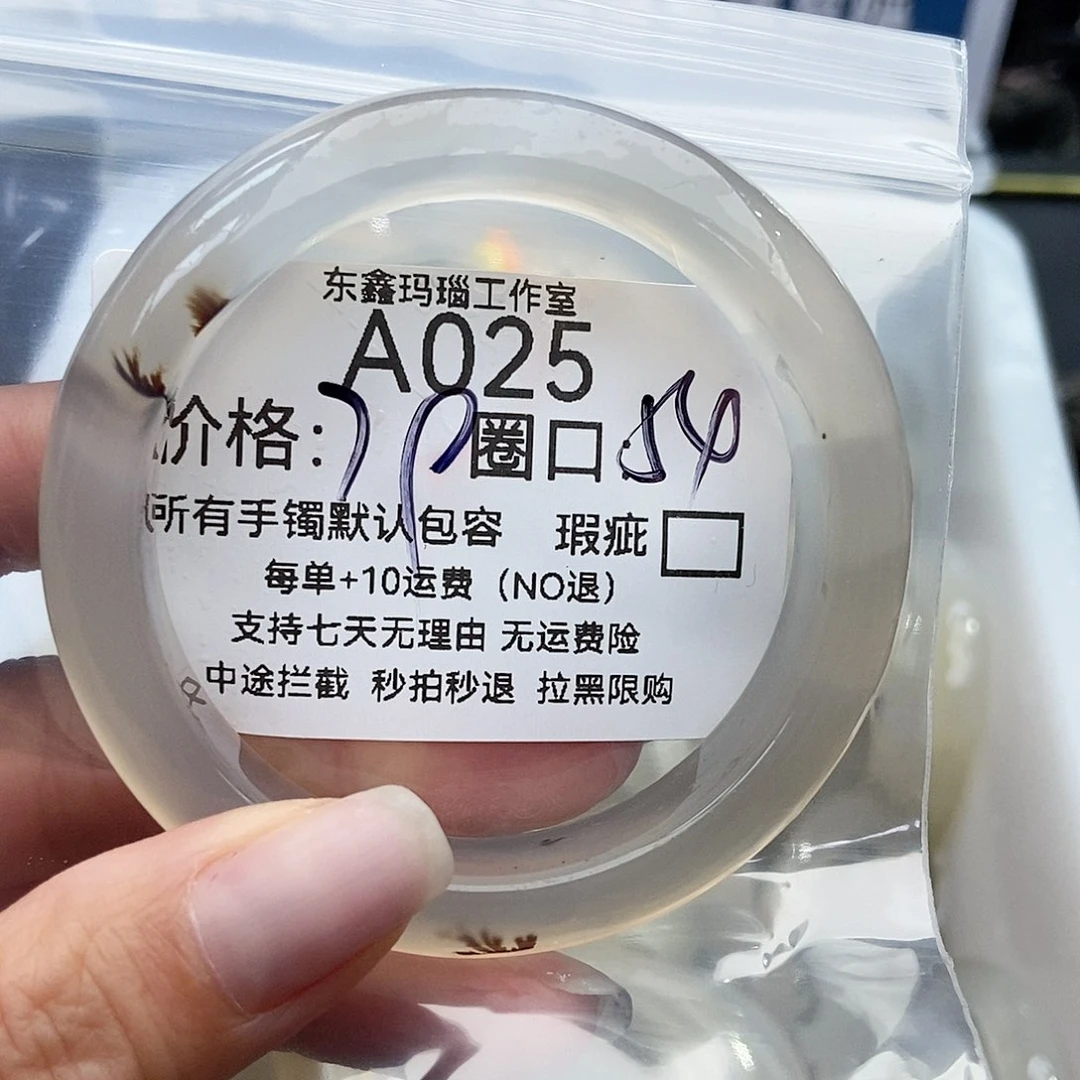 东鑫玛瑙工作室
A025
价格: 圈口: 54
所有手镯默认包容 瑕疵
每单+10运费（NO退）
支持七天无理由 无运费险
中途拦截 秒拍秒退 拉黑限购